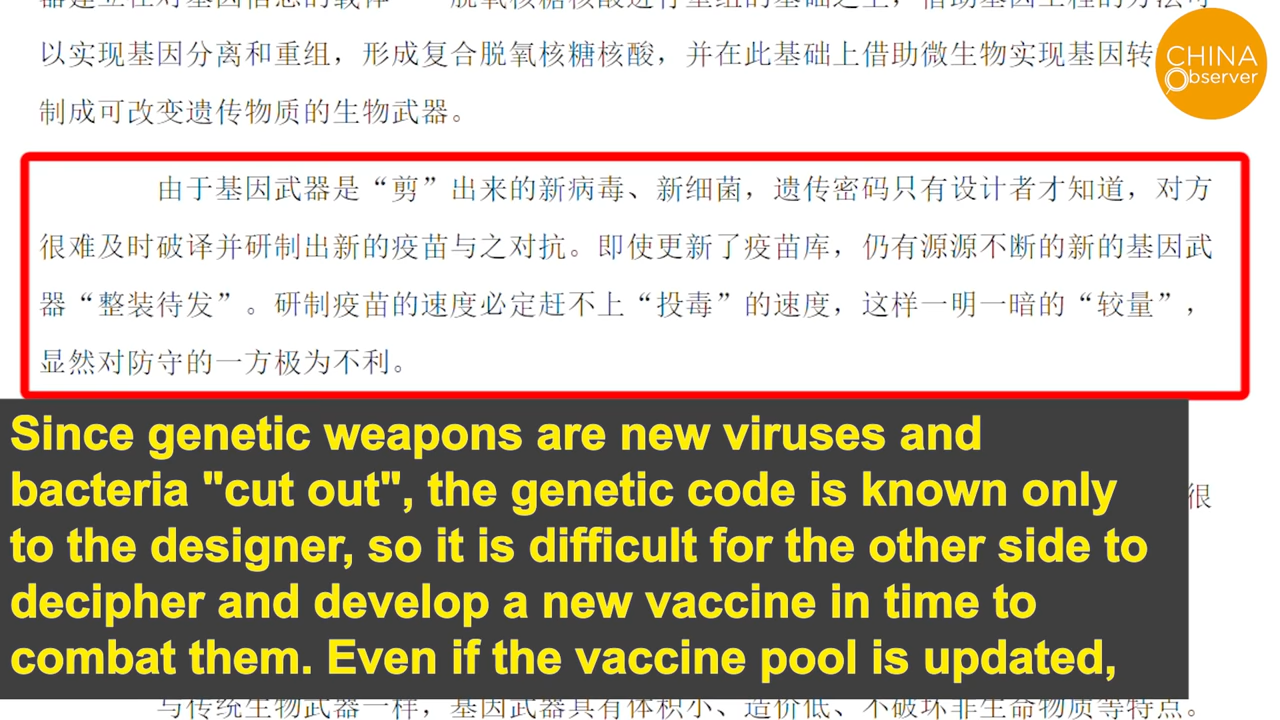 器建立在对基因信息的载体——脱氧核糖核酸进行重组的基础之上，借助基因工程的方法可
以实现基因分离和重组，形成复合脱氧核糖核酸，并在此基础上借助微生物实现基因转
制成可改变遗传物质的生物武器。
CHINA
Observer
由于基因武器是“剪”出来的新病毒、新细菌，遗传密码只有设计者才知道，对方
很难及时破译并研制出新的疫苗与之对抗。即使更新了疫苗库，仍有源源不断的新的基因武
器“整装待发”。研制疫苗的速度必定赶不上“投毒”的速度，这样一明一暗的“较量”，
显然对防守的一方极为不利。
Since genetic weapons are new viruses and
bacteria "cut out", the genetic code is known only
很
to the designer, so it is difficult for the other side to
decipher and develop a new vaccine in time to
combat them. Even if the vaccine pool is updated,
与传统生物武器一样，基因武器具有体积小、造价低、不破坏非生命物质等特点。